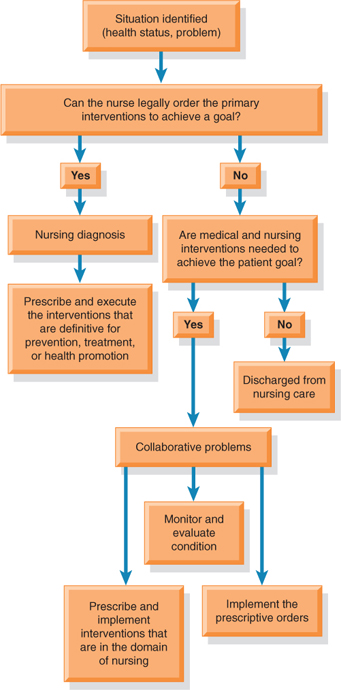 Situation identified
(health status, problem)
Can the nurse legally order the primary
interventions to achieve a goal?
Yes
No
Nursing diagnosis
Are medical and nursing
interventions needed to
achieve the patient goal?
Prescribe and execute
the interventions that
are definitive for
prevention, treatment,
or health promotion
Yes
No
Discharged from
nursing care
Collaborative problems
Monitor and
evaluate
condition
Prescribe and
implement
interventions that
are in the domain
of nursing
Implement the
prescriptive orders